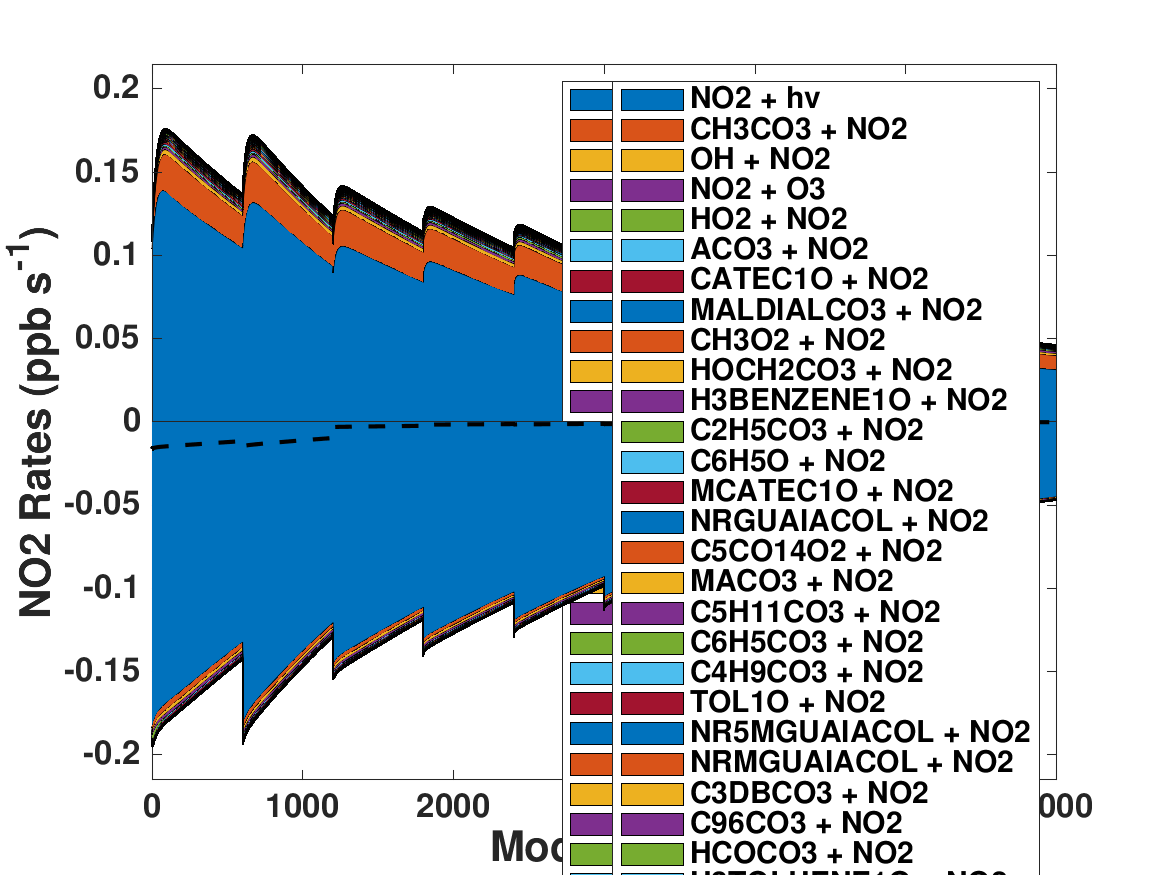 NO2 Rates (ppb s-1)
0.2
0.15
0.1
0.05
0
-0.05
-0.1
-0.15
-0.2
0
1000
2000
000
NO2 + hv
CH3CO3 + NO2
OH + NO2
NO2 + O3
HO2 + NO2
ACO3 + NO2
CATEC1O + NO2
MALDIALCO3 + NO2
CH3O2 + NO2
HOCH2CO3 + NO2
H3BENZENE1O + NO2
C2H5CO3 + NO2
C6H5O + NO2
MCATEC1O + NO2
NRGUAIACOL + NO2
C5CO14O2 + NO2
MACO3 + NO2
C5H11CO3 + NO2
C6H5CO3 + NO2
C4H9CO3 + NO2
TOL1O + NO2
NR5MGUAIACOL + NO2
NRMGUAIACOL + NO2
C3DBCO3 + NO2
C96CO3 + NO2
HCOCO3 + NO2